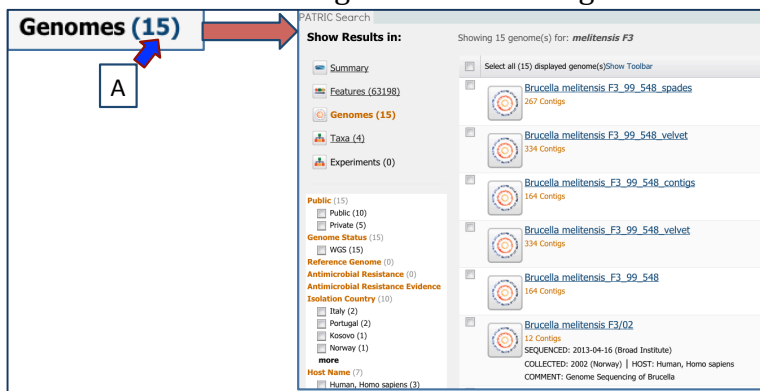 Genomes (15)
A
PATRIC Search
Show Results in:
Summary
Features (63198)
Genomes (15)
Taxa (4)
Experiments (0)
Public (15)
Public (10)
Private (5)
Genome Status (15)
WGS (15)
Reference Genome (0)
Antimicrobial Resistance (0)
Antimicrobial Resistance Evidence
Isolation Country (10)
Italy (2)
Portugal (2)
Kosovo (1)
Norway (1)
more
Host Name (7)
Human, Homo sapiens (3)
Showing 15 genome(s) for: melitensis F3
Select all (15) displayed genome(s)Show Toolbar
Brucella melitensis F3_99_548_spades
267 Contigs
Brucella melitensis F3_99_548_velvet
334 Contigs
Brucella melitensis F3_99_548_contigs
164 Contigs
Brucella melitensis F3_99_548_velvet
334 Contigs
Brucella melitensis F3_99_548
164 Contigs
Brucella melitensis F3/02
12 Contigs
SEQUENCED: 2013-04-16 (Broad Institute)
COLLECTED: 2002 (Norway) | HOST: Human, Homo sapiens
COMMENT: Genome Sequencing of Brucella